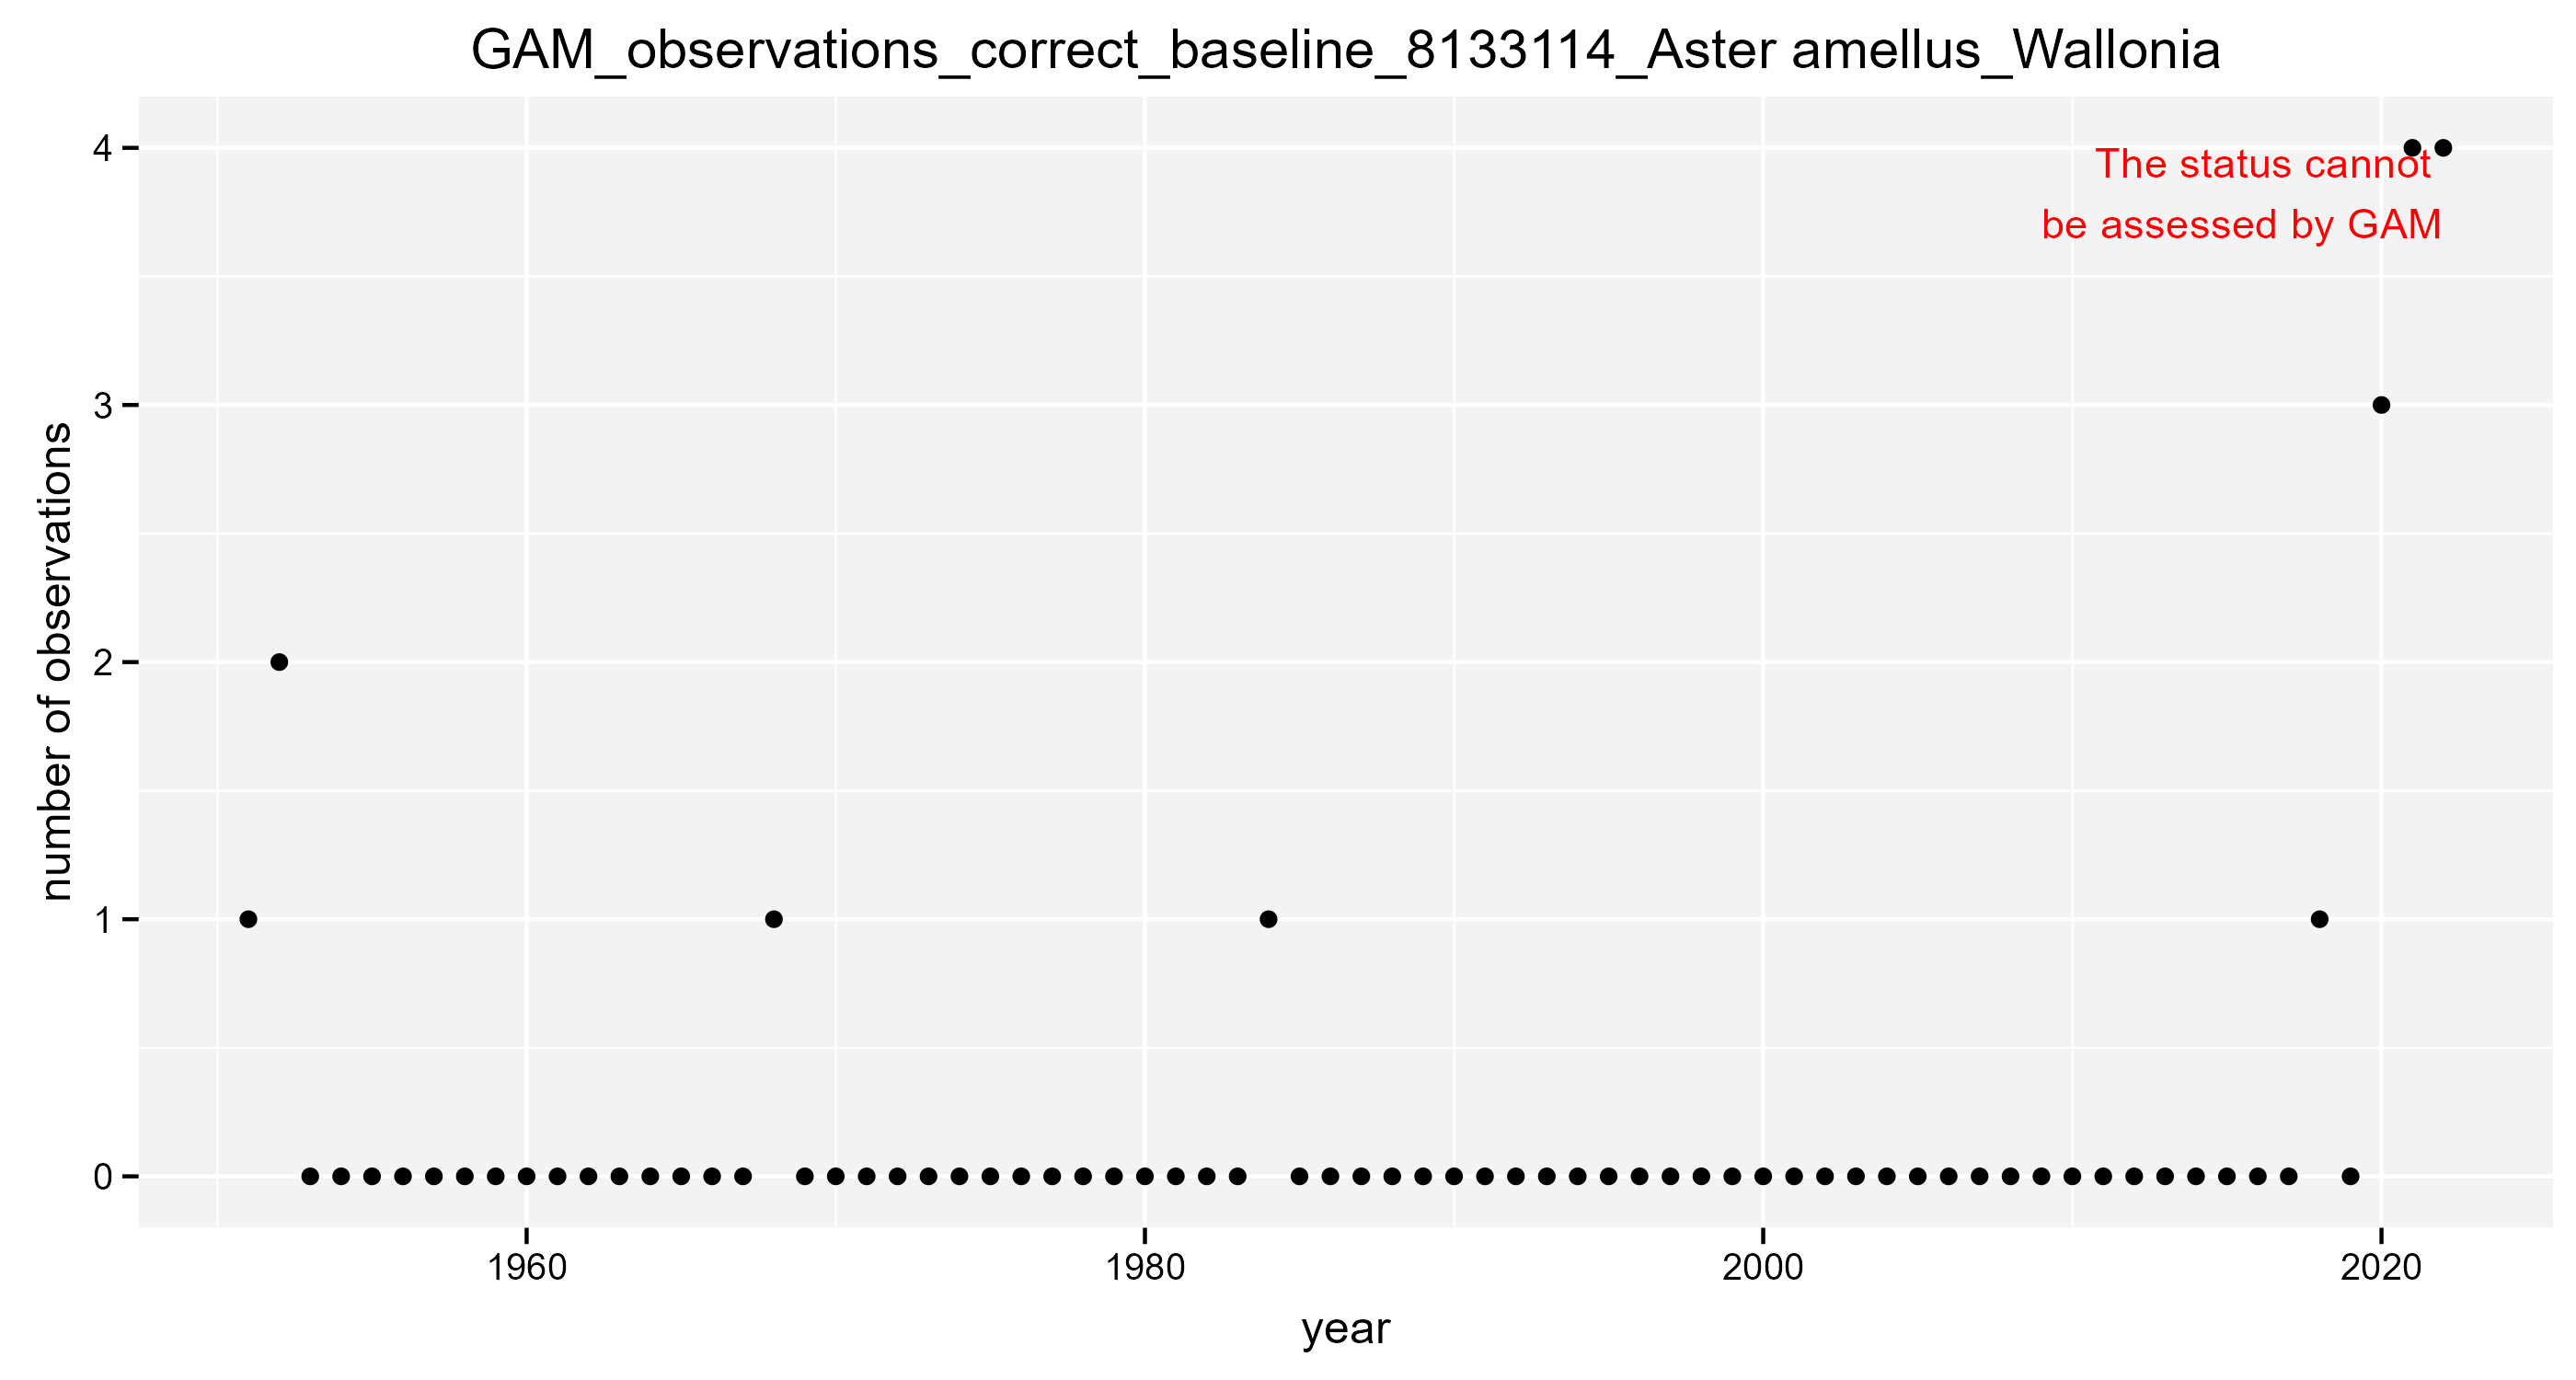 GAM_observations_correct_baseline_8133114_Aster amellus_Wallonia
4
The status cannot
be assessed by GAM
3
number of observations
2
1
0
1960 1980 2000 2020
year